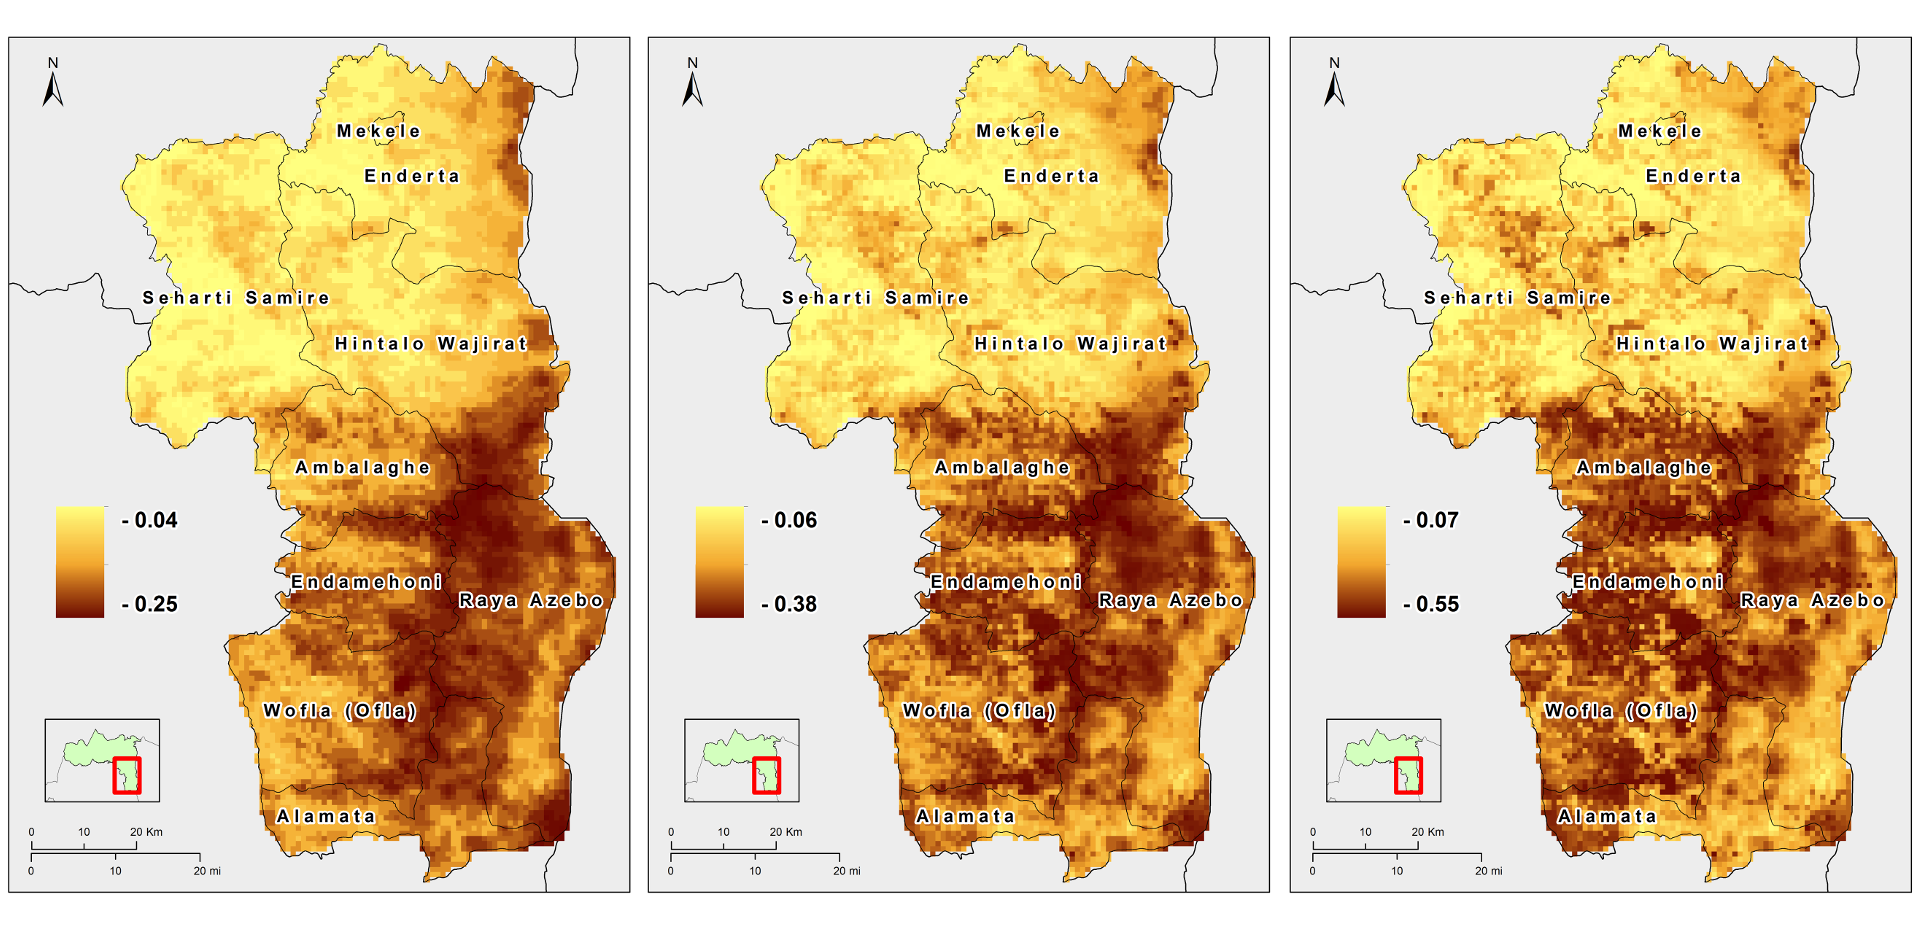 N
Mekele
Enderta
Seharti Samire
Hintalo Wajirat
Ambalaghe
- 0.04
- 0.25
Endamehoni
Raya Azebo
Wofla (Ofla)
Alamata
0 10 20 Km
0 10 20 mi
N
Mekele
Enderta
Seharti Samire
Hintalo Wajirat
Ambalaghe
- 0.06
- 0.38
Endamehoni
Raya Azebo
Wofla (Ofla)
Alamata
0 10 20 Km
0 10 20 mi
N
Mekele
Enderta
Seharti Samire
Hintalo Wajirat
Ambalaghe
- 0.07
- 0.55
Endamehoni
Raya Azebo
Wofla (Ofla)
Alamata
0 10 20 Km
0 10 20 mi